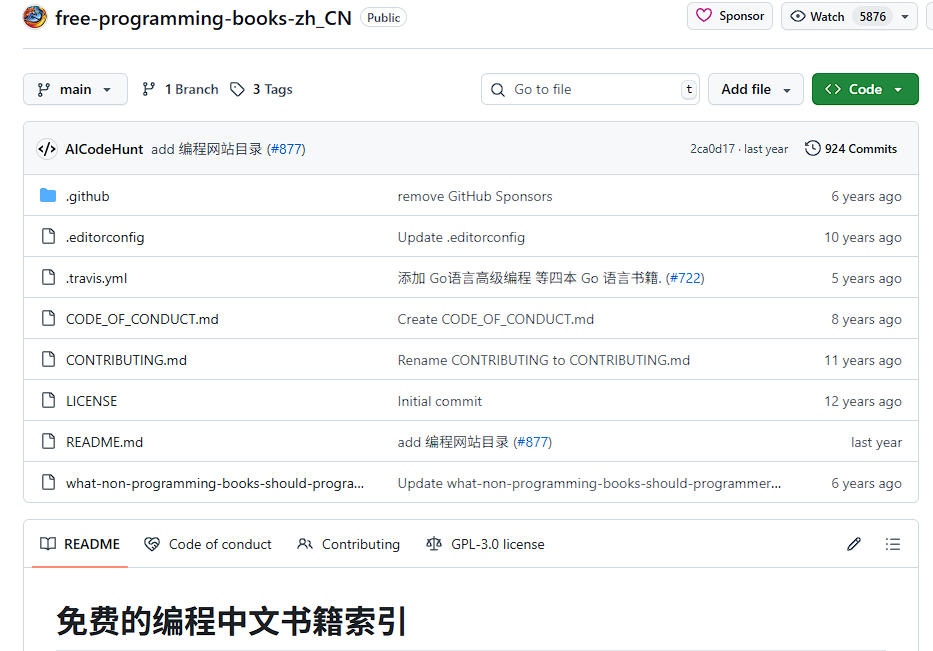 free-programming-books-zh_CN Public Sponsor Watch 5876
main 1 Branch 3 Tags Go to file t Add file Code
AICodeHunt add 编程网站目录 (#877) 2ca0d17 · last year 924 Commits
.github remove GitHub Sponsors 6 years ago
.editorconfig Update .editorconfig 10 years ago
.travis.yml 添加 Go语言高级编程 等四本 Go 语言书籍. (#722) 5 years ago
CODE_OF_CONDUCT.md Create CODE_OF_CONDUCT.md 8 years ago
CONTRIBUTING.md Rename CONTRIBUTING to CONTRIBUTING.md 11 years ago
LICENSE Initial commit 12 years ago
README.md add 编程网站目录 (#877) last year
what-non-programming-books-should-progra... Update what-non-programming-books-should-programmer... 6 years ago
README Code of conduct Contributing GPL-3.0 license
免费的编程中文书籍索引